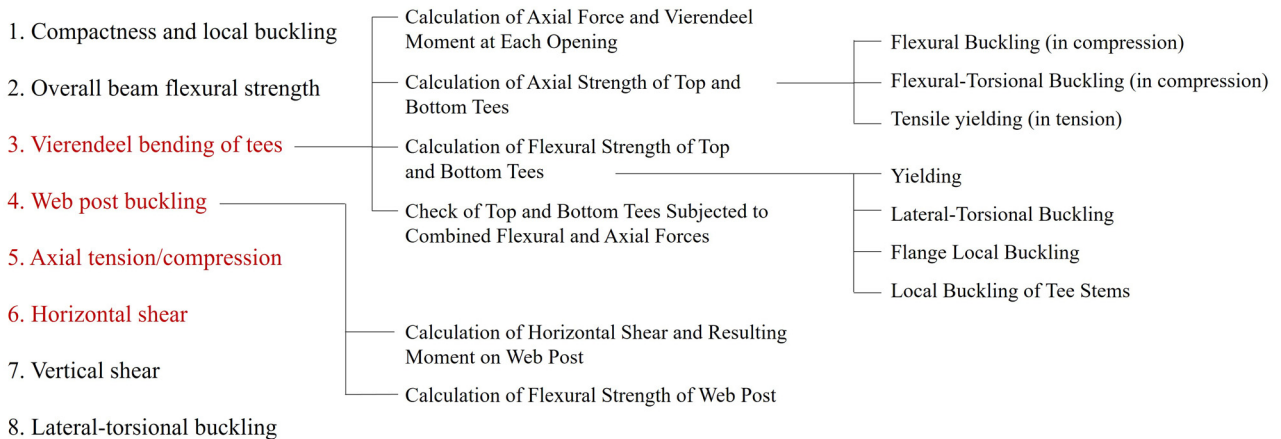 1. Compactness and local buckling
2. Overall beam flexural strength
3. Vierendeel bending of tees
4. Web post buckling
5. Axial tension/compression
6. Horizontal shear
7. Vertical shear
8. Lateral-torsional buckling
Calculation of Axial Force and Vierendeel
Moment at Each Opening
Calculation of Axial Strength of Top and
Bottom Tees
Calculation of Flexural Strength of Top
and Bottom Tees
Check of Top and Bottom Tees Subjected to
Combined Flexural and Axial Forces
Calculation of Horizontal Shear and Resulting
Moment on Web Post
Calculation of Flexural Strength of Web Post
Flexural Buckling (in compression)
Flexural-Torsional Buckling (in compression)
Tensile yielding (in tension)
Yielding
Lateral-Torsional Buckling
Flange Local Buckling
Local Buckling of Tee Stems